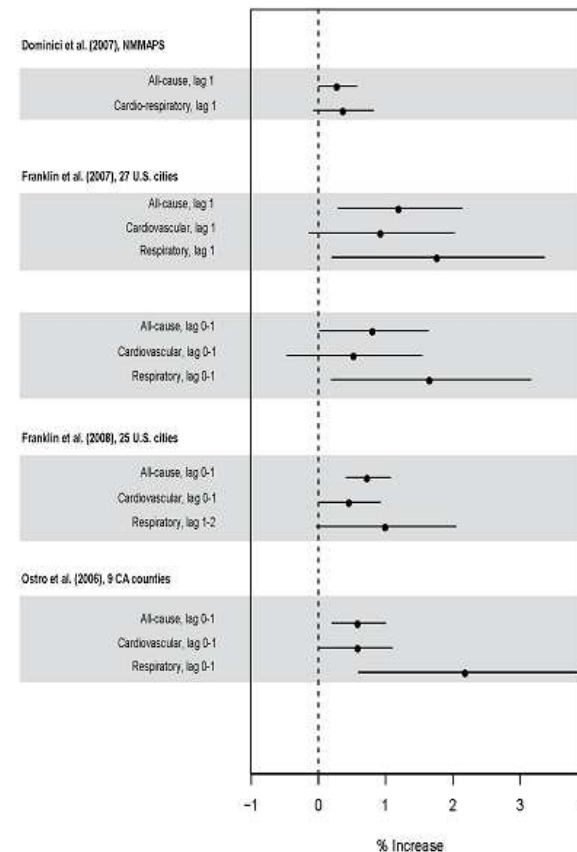 Dominici et al. (2007), NMMAPS
All-cause, lag 1
Cardio-respiratory, lag 1
Franklin et al. (2007), 27 U.S. cities
All-cause, lag 1
Cardiovascular, lag 1
Respiratory, lag 1
All-cause, lag 0-1
Cardiovascular, lag 0-1
Respiratory, lag 0-1
Franklin et al. (2008), 25 U.S. cities
All-cause, lag 0-1
Cardiovascular, lag 0-1
Respiratory, lag 1-2
Ostro et al. (2006), 9 CA counties
All-cause, lag 0-1
Cardiovascular, lag 0-1
Respiratory, lag 0-1
−1 0 1 2 3
% Increase